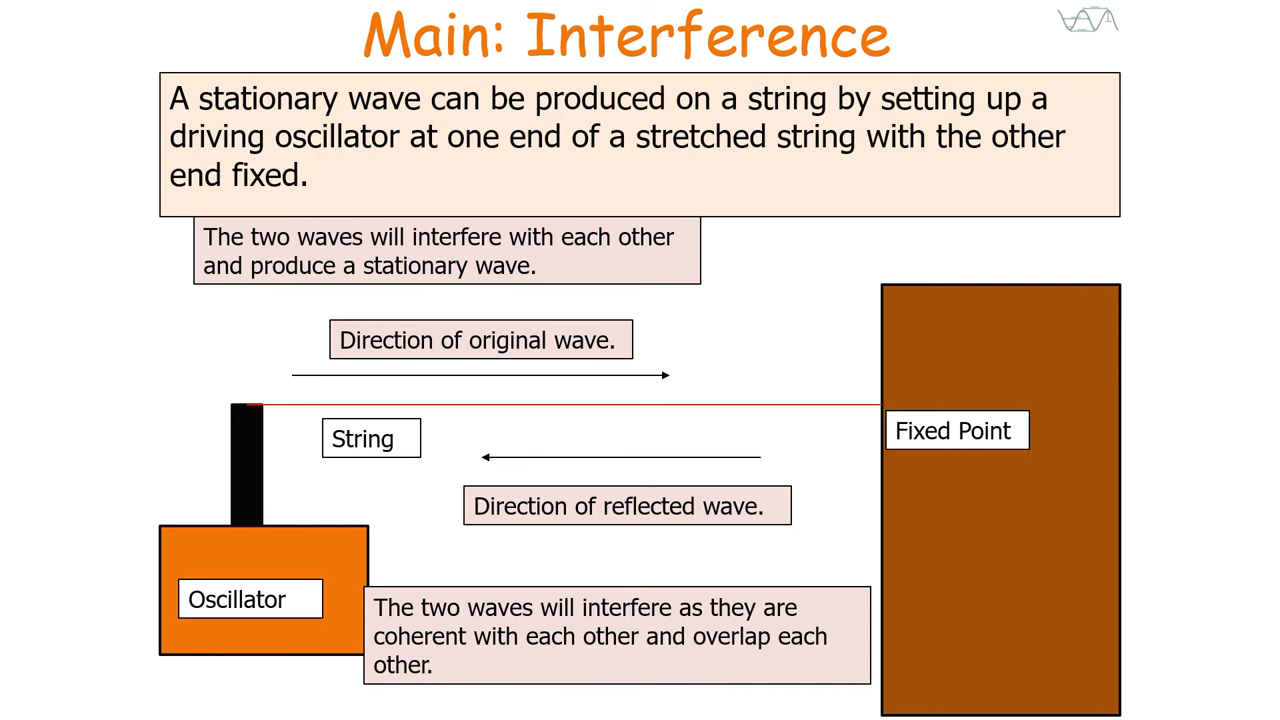 Main: Interference
A stationary wave can be produced on a string by setting up a
driving oscillator at one end of a stretched string with the other
end fixed.
The two waves will interfere with each other
and produce a stationary wave.
Direction of original wave.
String
Fixed Point
Direction of reflected wave.
Oscillator
The two waves will interfere as they are
coherent with each other and overlap each
other.